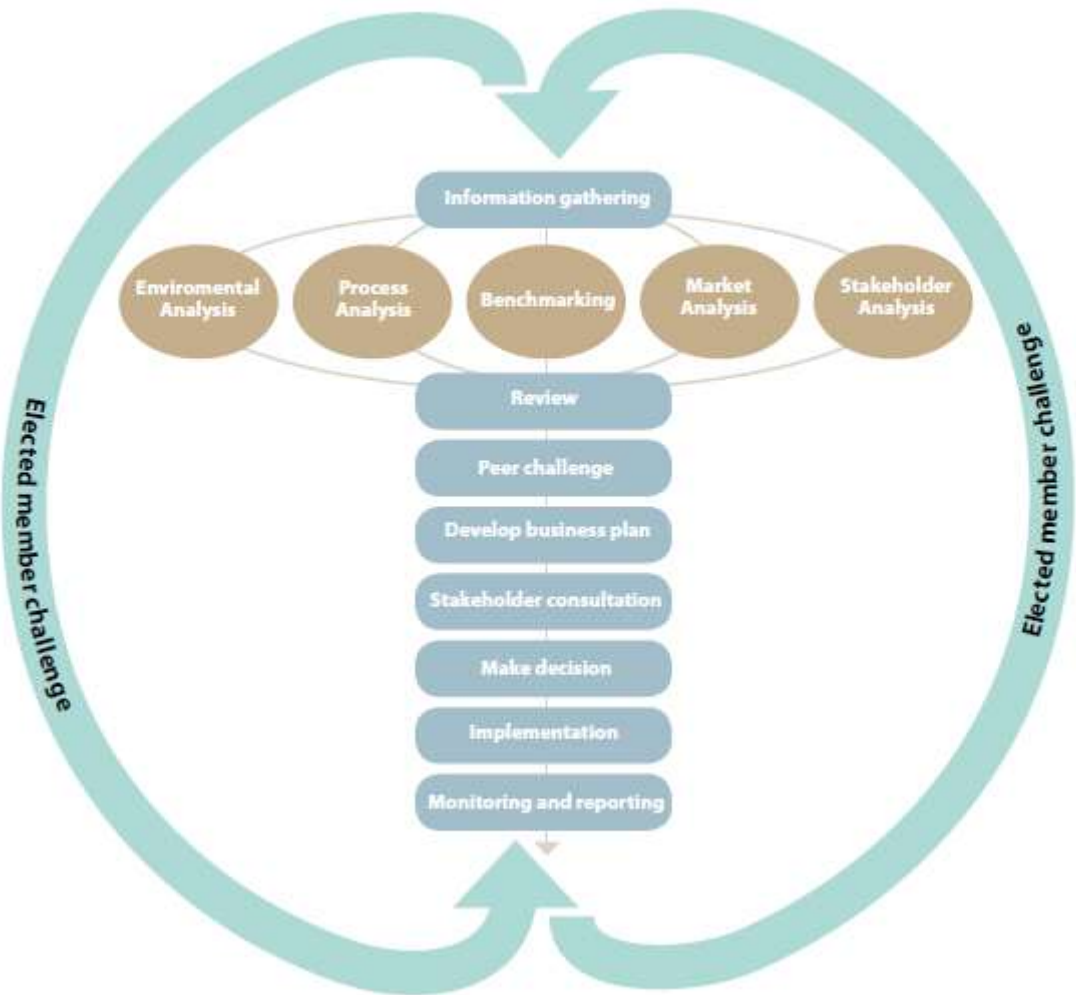 Information gathering
Enviromental
Analysis
Process
Analysis
Benchmarking
Market
Analysis
Stakeholder
Analysis
Review
Peer challenge
Develop business plan
Stakeholder consultation
Make decision
Implementation
Monitoring and reporting
Elected member challenge
Elected member challenge